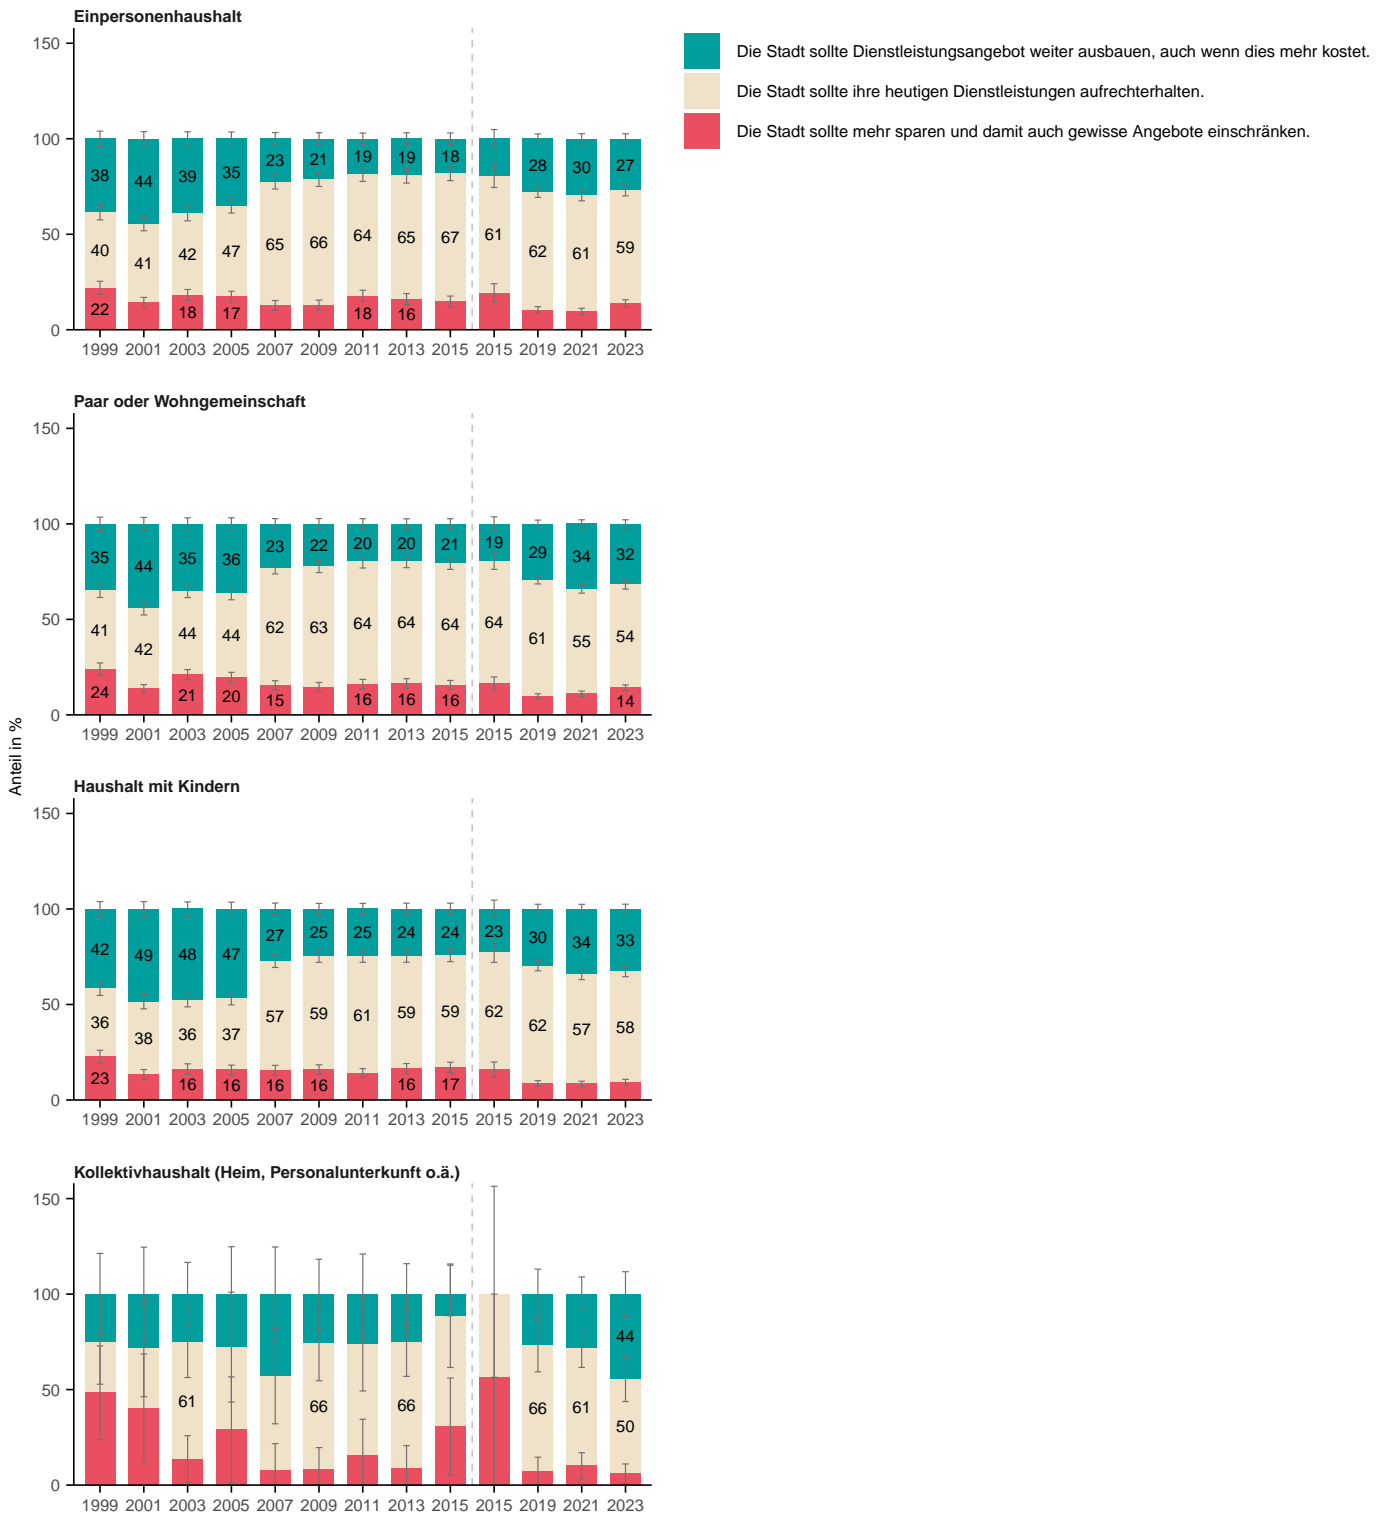 Einpersonenhaushalt
150
100
50
0
38 44 39 35 23 21 19 19 18 28 30 27
40 41 42 47 65 66 64 65 67 61 62 61 59
22 18 17 18 16
1999 2001 2003 2005 2007 2009 2011 2013 2015 2015 2019 2021 2023
Die Stadt sollte Dienstleistungsangebot weiter ausbauen, auch wenn dies mehr kostet.
Die Stadt sollte ihre heutigen Dienstleistungen aufrechterhalten.
Die Stadt sollte mehr sparen und damit auch gewisse Angebote einschränken.
Anteil in %
Paar oder Wohngemeinschaft
150
100
50
0
35 44 35 36 23 22 20 20 21 19 29 34 32
41 42 44 44 62 63 64 64 64 64 61 55 54
24 21 20 15 16 16 16 14
1999 2001 2003 2005 2007 2009 2011 2013 2015 2015 2019 2021 2023
Haushalt mit Kindern
150
100
50
0
42 49 48 47 27 25 25 24 24 23 30 34 33
36 38 36 37 57 59 61 59 59 62 62 57 58
23 16 16 16 16 16 17
1999 2001 2003 2005 2007 2009 2011 2013 2015 2015 2019 2021 2023
Kollektivhaushalt (Heim, Personalunterkunft o.ä.)
150
100
50
0
44
61 66 66 66 61 50
1999 2001 2003 2005 2007 2009 2011 2013 2015 2015 2019 2021 2023